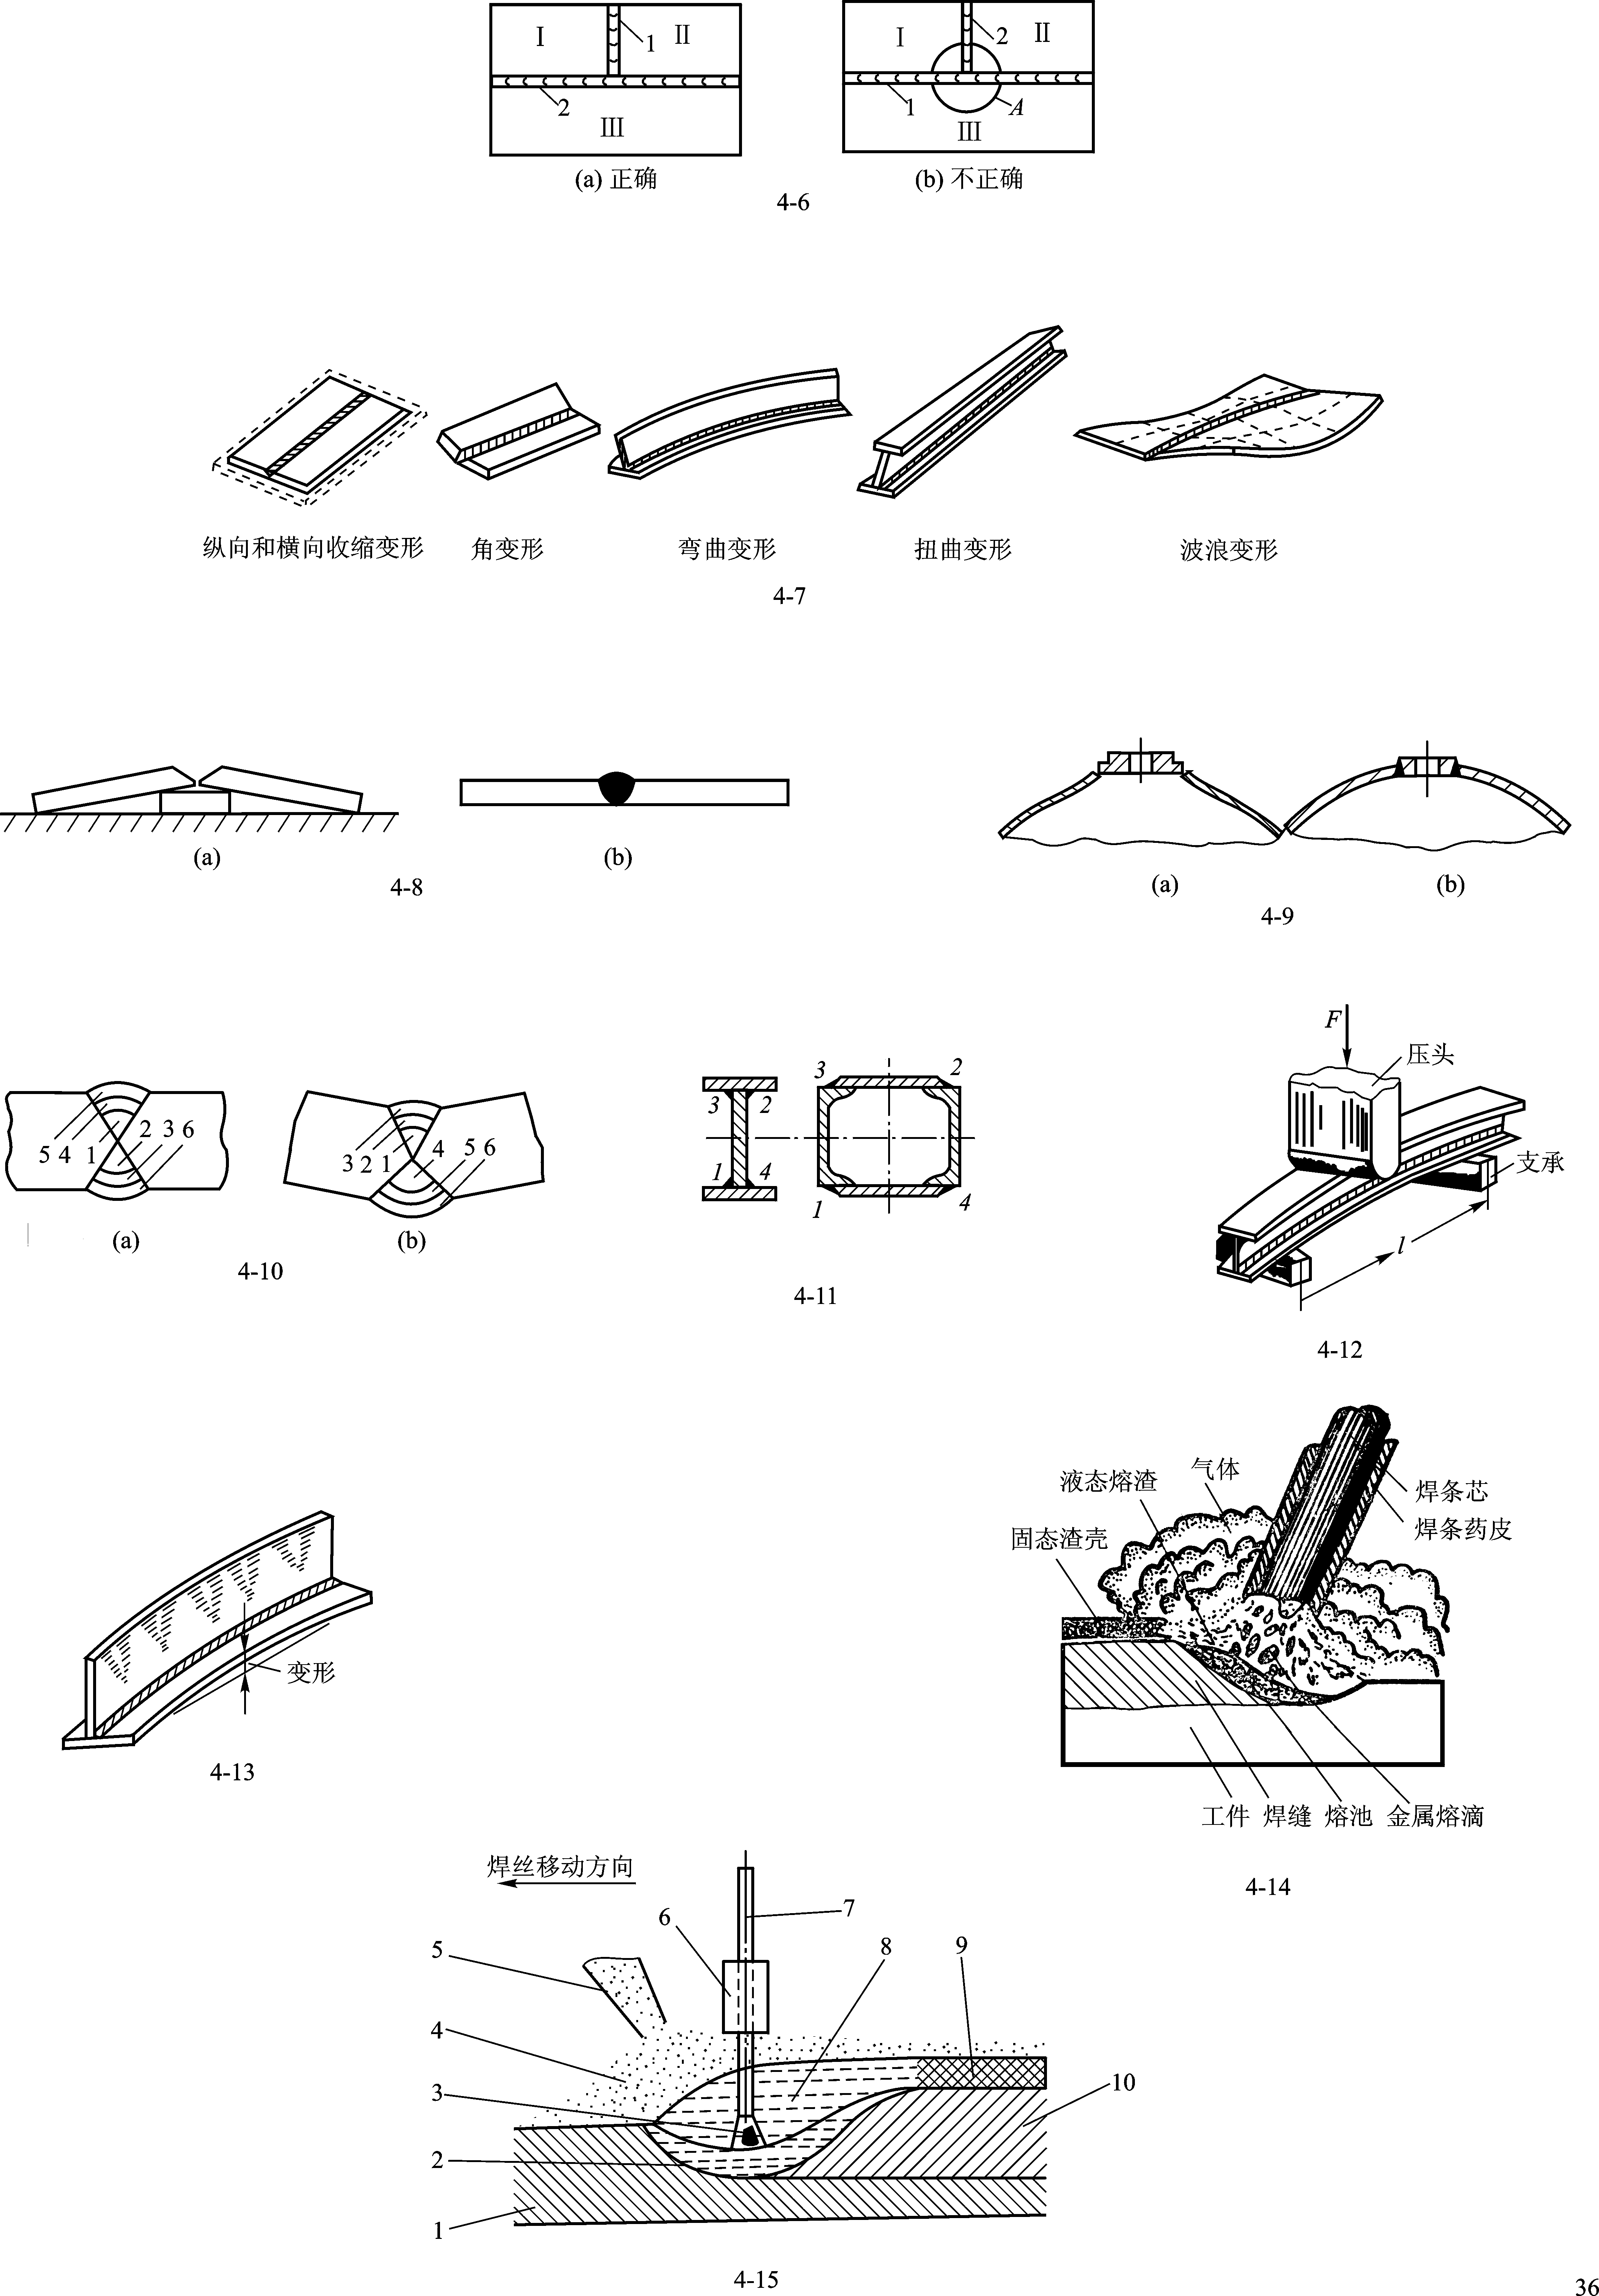 Ⅰ 1 Ⅱ
2
Ⅲ
(a) 正确
Ⅰ 2 Ⅱ
1 A
Ⅲ
(b) 不正确
4-6
纵向和横向收缩变形
角变形
弯曲变形
扭曲变形
波浪变形
4-7
(a)
(b)
4-8
(a)
(b)
4-9
5 4 1 2 3 6
(a)
3 2 1 4 5 6
(b)
4-10
3 2
1 4
3 2
1 4
4-11
F
压头
支承
l
4-12
变形
4-13
气体
液态熔渣
固态渣壳
焊条芯
焊条药皮
工件 焊缝 熔池 金属熔滴
4-14
焊丝移动方向
5
4
3
2
1
6
7
8
9
10
4-15
36